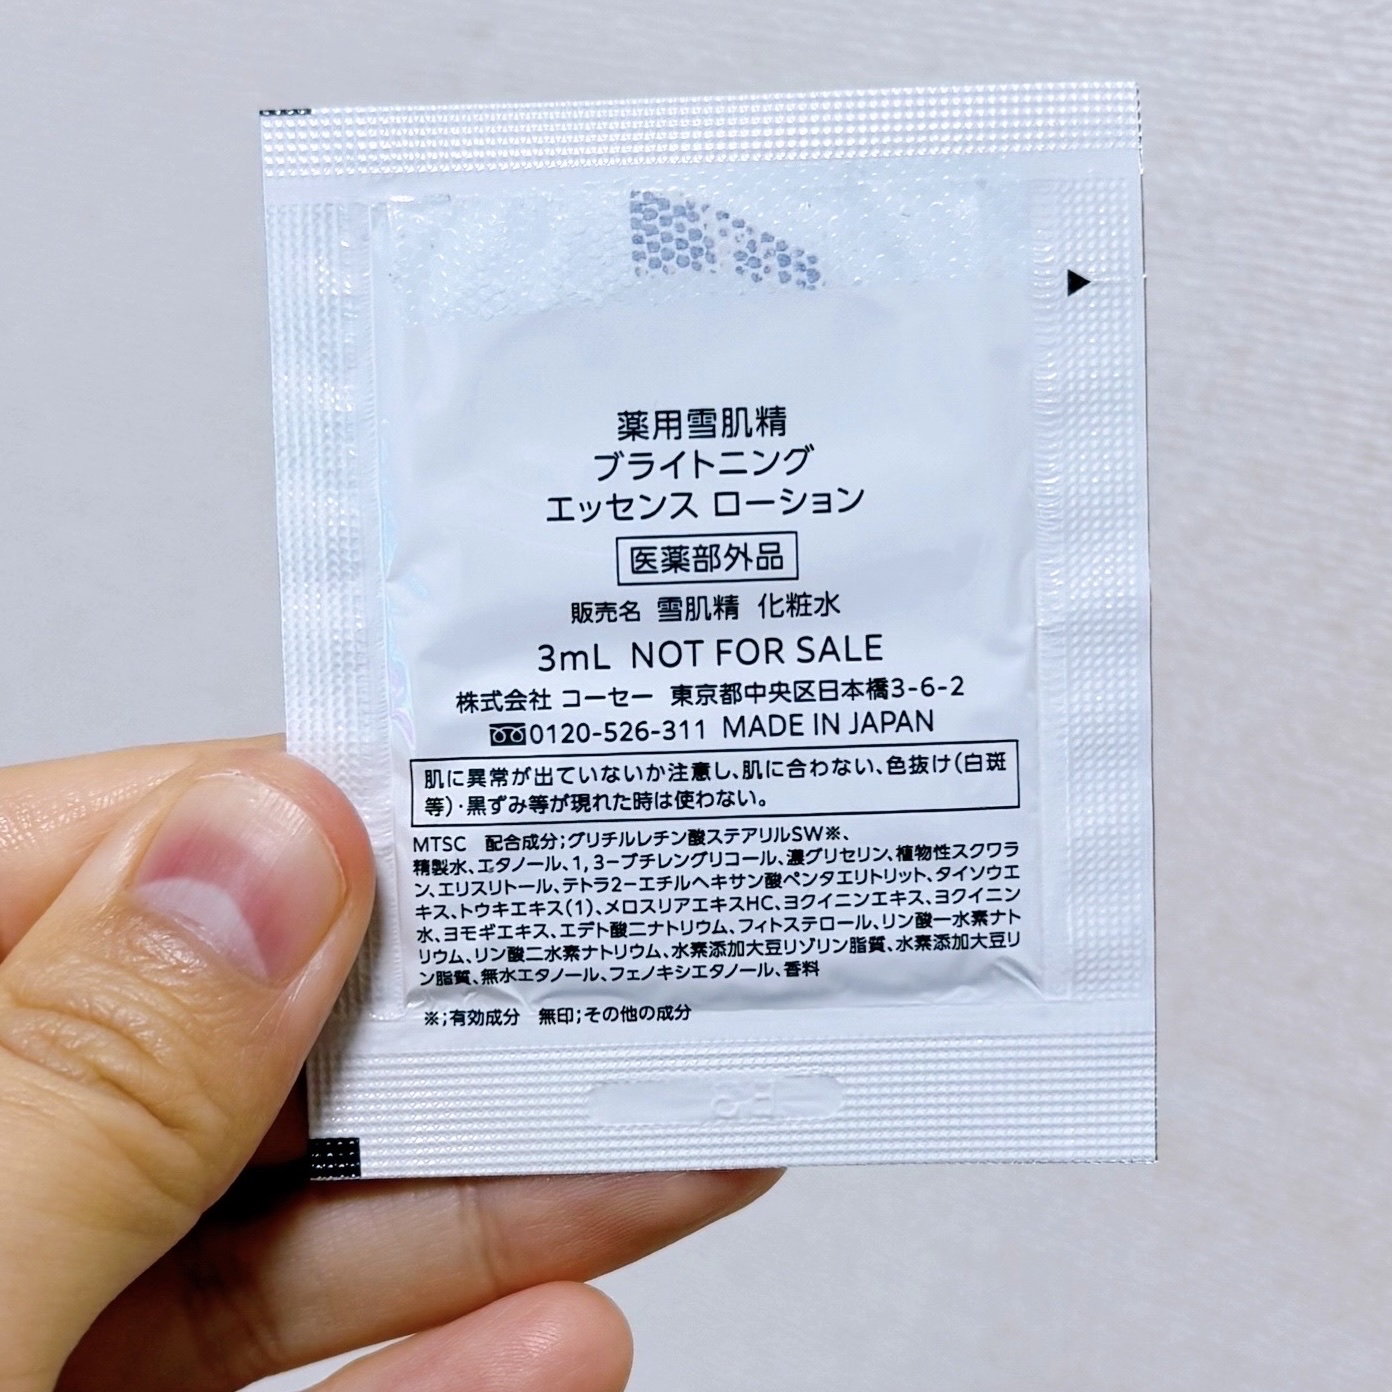 薬用雪肌精
ブライトニング
エッセンス ローション
医薬部外品
販売名 雪肌精 化粧水
3mL NOT FOR SALE
株式会社 コーセー 東京都中央区日本橋3-6-2
0120-526-311 MADE IN JAPAN
肌に異常が出ていないか注意し、肌に合わない、色抜け(白斑
等)・黒ずみ等が現れた時は使わない。
MTSC 配合成分;グリチルレチン酸ステアリルSW※、
精製水、エタノール、1,3-ブチレングリコール、濃グリセリン、植物性スクワラ
ン、エリスリトール、テトラ2-エチルヘキサン酸ペンタエリトリット、タイソウエ
キス、トウキエキス(1)、メロスリアエキスHC、ヨクイニンエキス、ヨクイニン
水、ヨモギエキス、エデト酸二ナトリウム、フィトステロール、リン酸一水素ナト
リウム、リン酸二水素ナトリウム、水素添加大豆リゾリン脂質、水素添加大豆リ
ン脂質、無水エタノール、フェノキシエタノール、香料
※;有効成分 無印;その他の成分